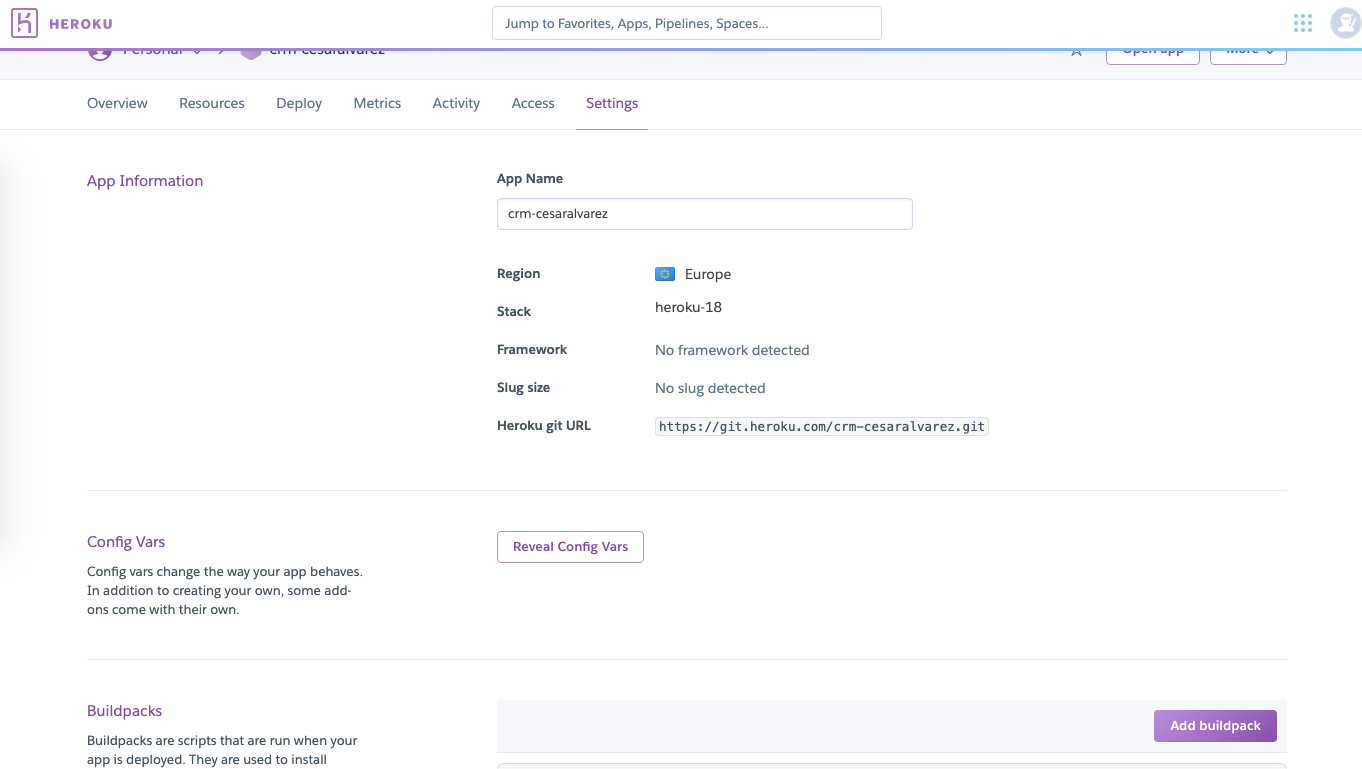 HEROKU
Jump to Favorites, Apps, Pipelines, Spaces...
Personal
crm-cesaralvarez
Open app
More
Overview
Resources
Deploy
Metrics
Activity
Access
Settings
App Information
App Name
crm-cesaralvarez
Region
Europe
Stack
heroku-18
Framework
No framework detected
Slug size
No slug detected
Heroku git URL
https://git.heroku.com/crm-cesaralvarez.git
Config Vars
Config vars change the way your app behaves.
In addition to creating your own, some add-
ons come with their own.
Reveal Config Vars
Buildpacks
Buildpacks are scripts that are run when your
app is deployed. They are used to install
Add buildpack